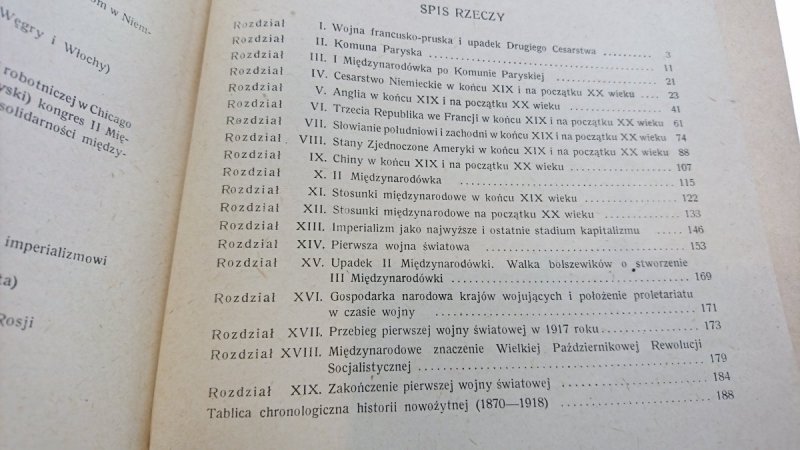 om w Niem-
Węgry i Włochy)
robotniczej w Chicago
yski) kongres II Mię-
solidarności między-
imperializmowi
ta)
Rosji
SPIS RZECZY
Rozdział I. Wojna francusko-pruska i upadek Drugiego Cesarstwa .......... 3
Rozdział II. Komuna Paryska .......... 11
Rozdział III. I Międzynarodówka po Komunie Paryskiej .......... 21
Rozdział IV. Cesarstwo Niemieckie w końcu XIX i na początku XX wieku .... 23
Rozdział V. Anglia w końcu XIX i na początku XX wieku .......... 41
Rozdział VI. Trzecia Republika we Francji w końcu XIX i na początku XX wieku 61
Rozdział VII. Słowianie południowi i zachodni w końcu XIX i na początku XX wieku 74
Rozdział VIII. Stany Zjednoczone Ameryki w końcu XIX i na początku XX wieku 88
Rozdział IX. Chiny w końcu XIX i na początku XX wieku .......... 107
Rozdział X. II Międzynarodówka .......... 115
Rozdział XI. Stosunki międzynarodowe w końcu XIX wieku .......... 122
Rozdział XII. Stosunki międzynarodowe na początku XX wieku .......... 133
Rozdział XIII. Imperializm jako najwyższe i ostatnie stadium kapitalizmu ..... 146
Rozdział XIV. Pierwsza wojna światowa .......... 153
Rozdział XV. Upadek II Międzynarodówki. Walka bolszewików o stworzenie
III Międzynarodówki .......... 169
Rozdział XVI. Gospodarka narodowa krajów wojujących i położenie proletariatu
w czasie wojny .......... 171
Rozdział XVII. Przebieg pierwszej wojny światowej w 1917 roku .......... 173
Rozdział XVIII. Międzynarodowe znaczenie Wielkiej Październikowej Rewolucji
Socjalistycznej .......... 179
Rozdział XIX. Zakończenie pierwszej wojny światowej .......... 184
Tablica chronologiczna historii nowożytnej (1870—1918) .......... 188